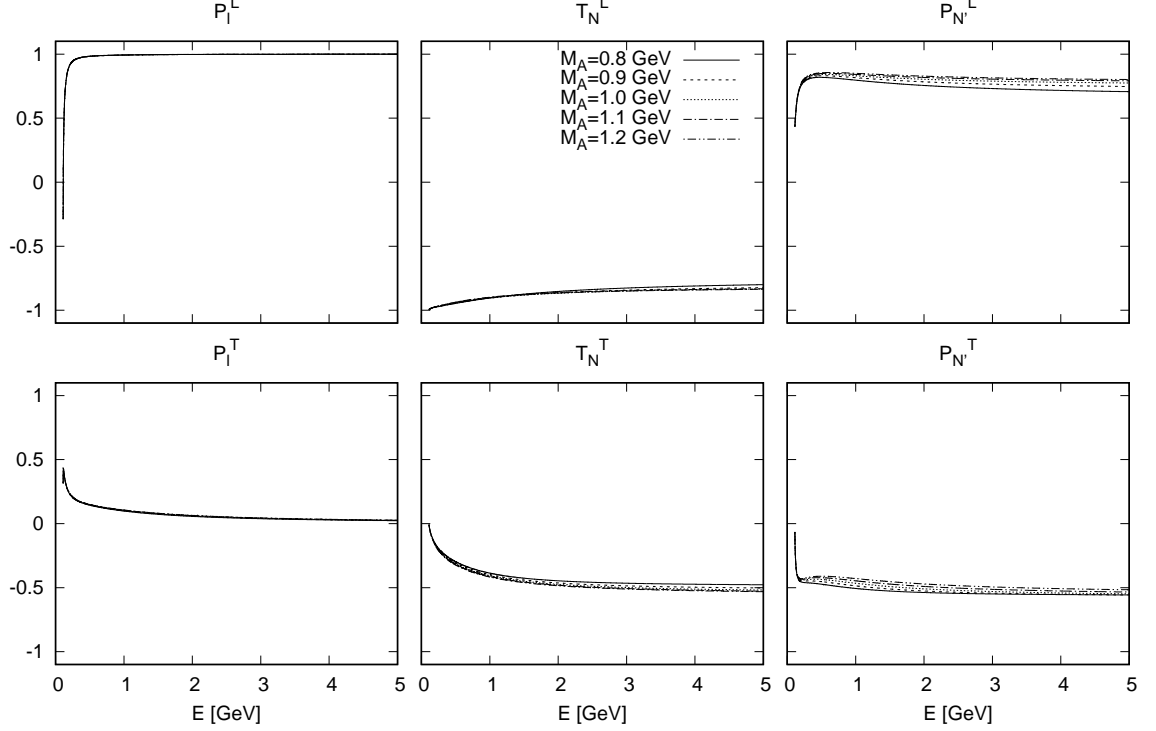 P_l^L T_N^L P_N'^L
1
0.5
0
-0.5
-1
M_A=0.8 GeV
M_A=0.9 GeV
M_A=1.0 GeV
M_A=1.1 GeV
M_A=1.2 GeV
P_l^T T_N^T P_N'^T
1
0.5
0
-0.5
-1
0 1 2 3 4 5 0 1 2 3 4 5 0 1 2 3 4 5
E [GeV] E [GeV] E [GeV]